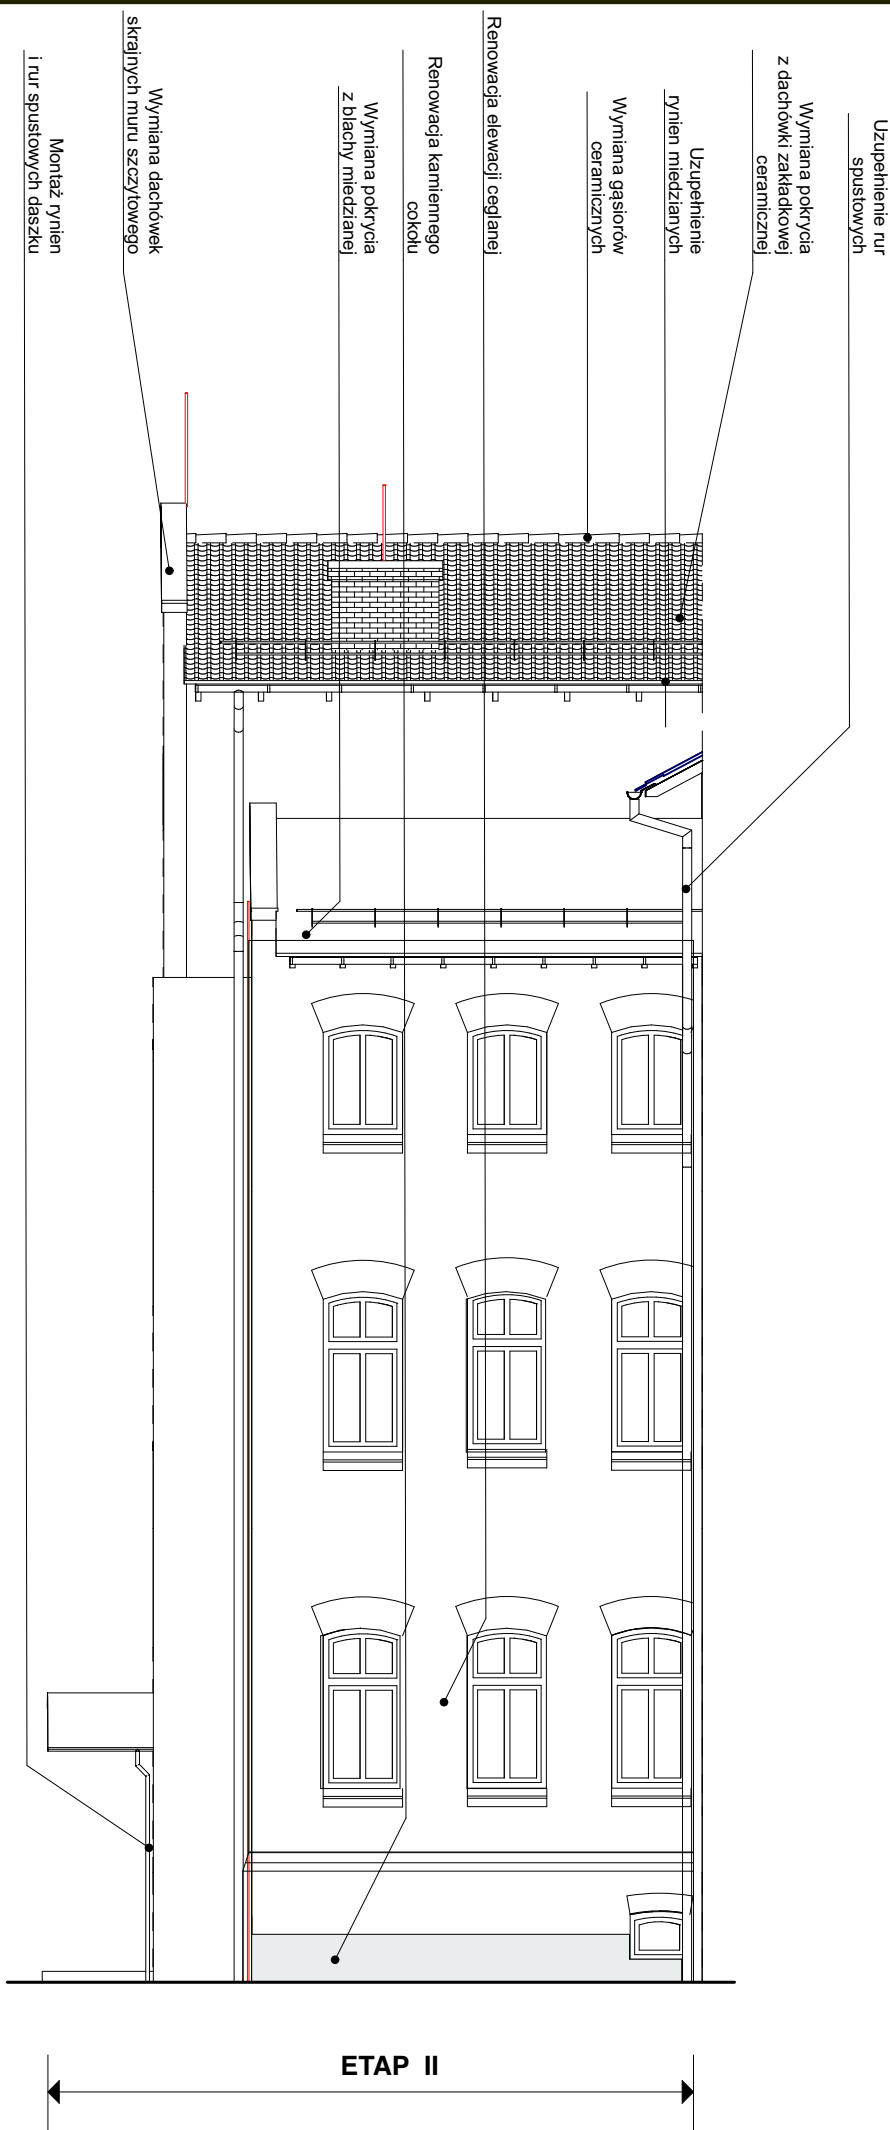 Montaż rynien
i rur spustowych daszku
Wymiana dachówek
skrajnych muru szczytowego
Wymiana pokrycia
z blachy miedzianej
Renowacja kamiennego
cokołu
Renowacja elewacji ceglanej
Wymiana gąsiorów
ceramicznych
Uzupełnienie
rynien miedzianych
Wymiana pokrycia
z dachówki zakładkowej
ceramicznej
Uzupełnienie rur
spustowych
ETAP II